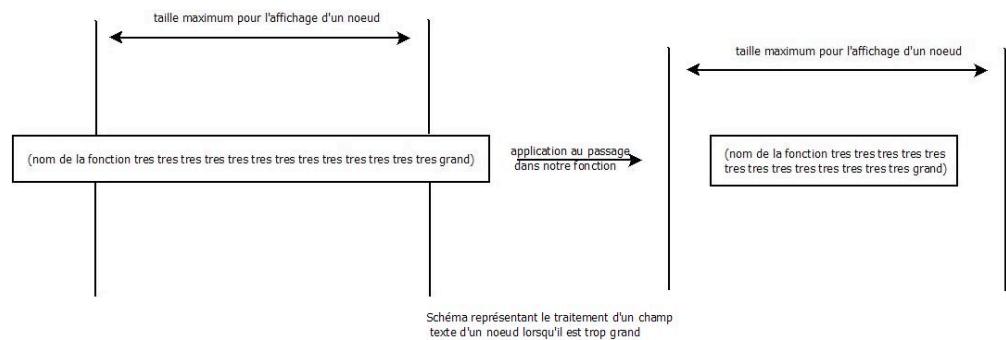 taille maximum pour l'affichage d'un noeud
(nom de la fonction tres tres tres tres tres tres tres tres tres tres tres tres tres tres grand)
application au passage
dans notre fonction
taille maximum pour l'affichage d'un noeud
(nom de la fonction tres tres tres tres tres
tres tres tres tres tres tres tres tres grand)
Schéma représentant le traitement d'un champ
texte d'un noeud lorsqu'il est trop grand